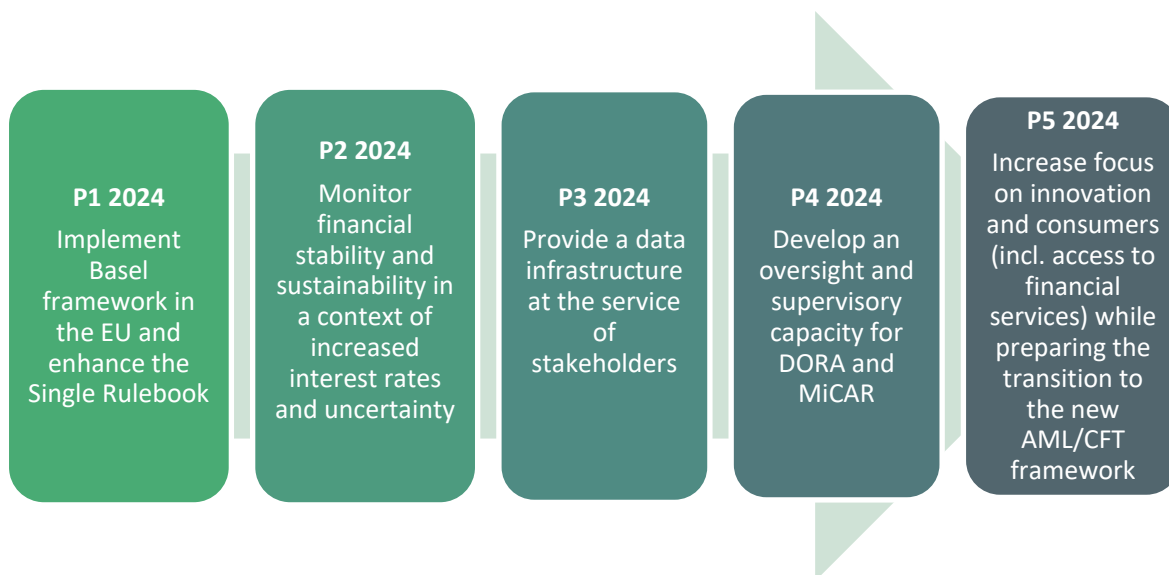 P1 2024
Implement
Basel
framework in
the EU and
enhance the
Single Rulebook
P2 2024
Monitor
financial
stability and
sustainability in
a context of
increased
interest rates
and uncertainty
P3 2024
Provide a data
infrastructure
at the service
of
stakeholders
P4 2024
Develop an
oversight and
supervisory
capacity for
DORA and
MiCAR
P5 2024
Increase focus
on innovation
and consumers
(incl. access to
financial
services) while
preparing the
transition to
the new
AML/CFT
framework